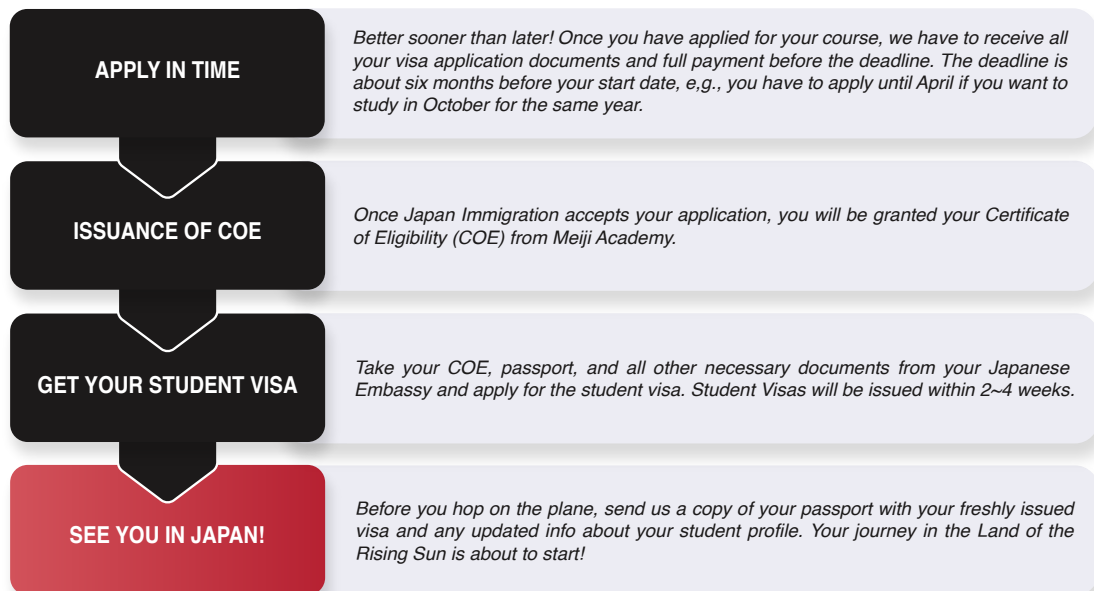 APPLY IN TIME
Better sooner than later! Once you have applied for your course, we have to receive all
your visa application documents and full payment before the deadline. The deadline is
about six months before your start date, e,g., you have to apply until April if you want to
study in October for the same year.
ISSUANCE OF COE
Once Japan Immigration accepts your application, you will be granted your Certificate
of Eligibility (COE) from Meiji Academy.
GET YOUR STUDENT VISA
Take your COE, passport, and all other necessary documents from your Japanese
Embassy and apply for the student visa. Student Visas will be issued within 2~4 weeks.
SEE YOU IN JAPAN!
Before you hop on the plane, send us a copy of your passport with your freshly issued
visa and any updated info about your student profile. Your journey in the Land of the
Rising Sun is about to start!